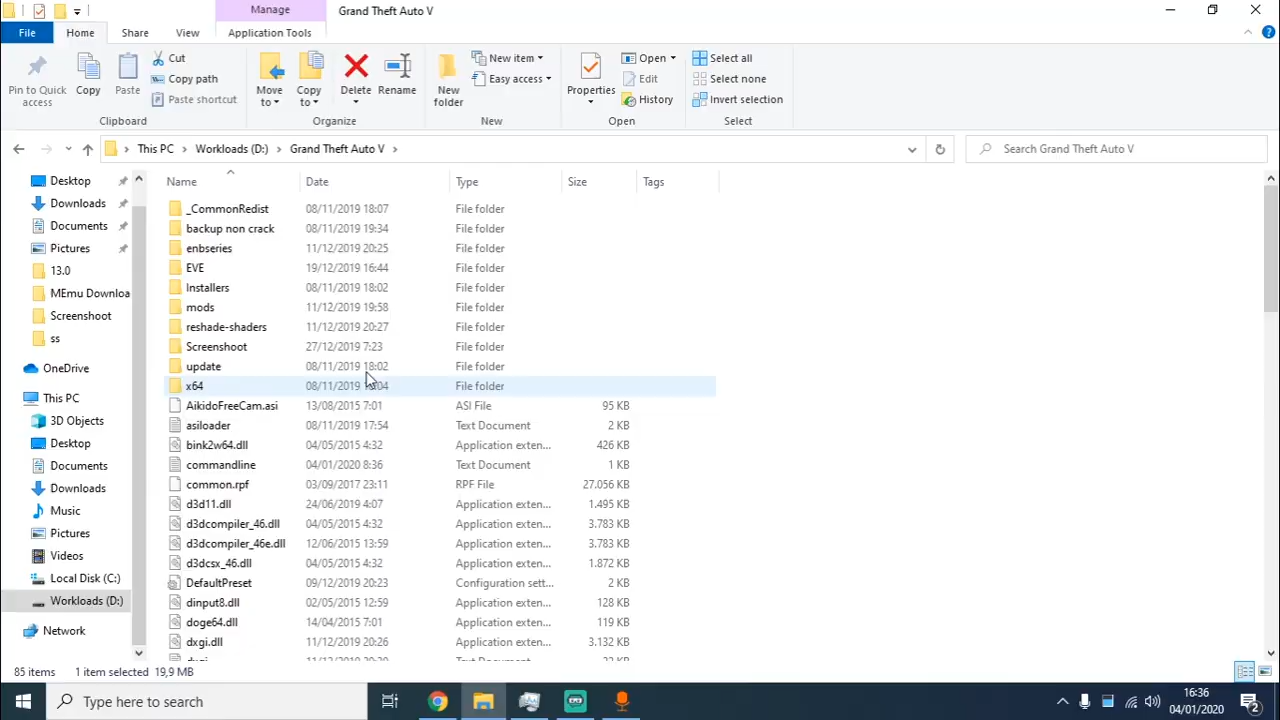 Manage
Grand Theft Auto V
File
Home
Share
View
Application Tools
Pin to Quick access
Copy
Paste
Cut
Copy path
Paste shortcut
Clipboard
Move to
Copy to
Delete
Rename
Organize
New folder
New item
Easy access
New
Properties
Open
Edit
History
Open
Select all
Select none
Invert selection
Select
This PC > Workloads (D:) > Grand Theft Auto V >
Search Grand Theft Auto V
Desktop
Downloads
Documents
Pictures
13.0
MEmu Downloa
Screenshoot
ss
OneDrive
This PC
3D Objects
Desktop
Documents
Downloads
Music
Pictures
Videos
Local Disk (C:)
Workloads (D:)
Network
Name Date Type Size Tags
_CommonRedist 08/11/2019 18:07 File folder
backup non crack 08/11/2019 19:34 File folder
enbseries 11/12/2019 20:25 File folder
EVE 19/12/2019 16:44 File folder
Installers 08/11/2019 18:02 File folder
mods 11/12/2019 19:58 File folder
reshade-shaders 11/12/2019 20:27 File folder
Screenshoot 27/12/2019 7:23 File folder
update 08/11/2019 18:02 File folder
x64 08/11/2019 File folder
AikidoFreeCam.asi 13/08/2015 7:01 ASI File 95 KB
asiloader 08/11/2019 17:54 Text Document 2 KB
bink2w64.dll 04/05/2015 4:32 Application exten... 426 KB
commandline 04/01/2020 8:36 Text Document 1 KB
common.rpf 03/09/2017 23:11 RPF File 27.056 KB
d3d11.dll 24/06/2019 4:07 Application exten... 1.495 KB
d3dcompiler_46.dll 04/05/2015 4:32 Application exten... 3.783 KB
d3dcompiler_46e.dll 12/06/2015 13:59 Application exten... 3.783 KB
d3dcsx_46.dll 04/05/2015 4:32 Application exten... 1.872 KB
DefaultPreset 09/12/2019 20:23 Configuration sett... 2 KB
dinput8.dll 02/05/2015 12:59 Application exten... 128 KB
doge64.dll 14/04/2015 7:01 Application exten... 119 KB
dxgi.dll 11/12/2019 20:26 Application exten... 3.132 KB
85 items 1 item selected 19,9 MB
Type here to search
16:36
04/01/2020
2